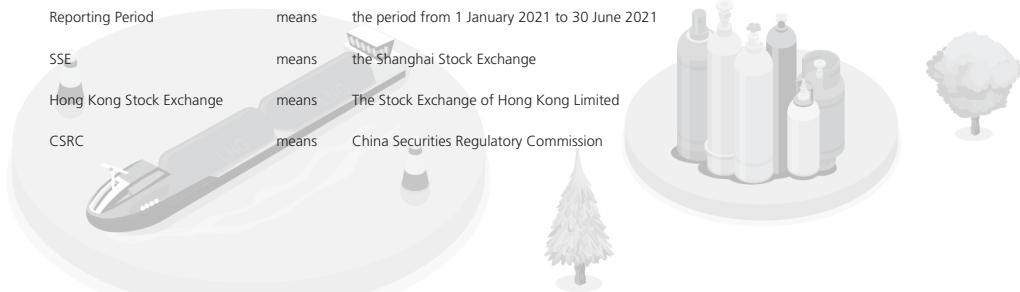 Reporting Period means the period from 1 January 2021 to 30 June 2021
SSE means the Shanghai Stock Exchange
Hong Kong Stock Exchange means The Stock Exchange of Hong Kong Limited
CSRC means China Securities Regulatory Commission
LNG